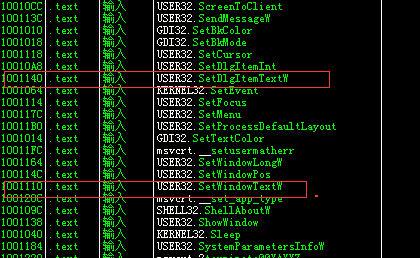 10010CC .text 输入 USER32.ScreenToClient
100113C .text 输入 USER32.SendMessageW
1001010 .text 输入 GDI32.SetBkColor
1001018 .text 输入 GDI32.SetBkMode
1001118 .text 输入 USER32.SetCursor
10010A8 .text 输入 USER32.SetDlgItemInt
1001140 .text 输入 USER32.SetDlgItemTextW
1001064 .text 输入 KERNEL32.SetEvent
1001114 .text 输入 USER32.SetFocus
100117C .text 输入 USER32.SetMenu
10011B0 .text 输入 USER32.SetProcessDefaultLayout
1001014 .text 输入 GDI32.SetTextColor
10011FC .text 输入 msvcrt.__setusermatherr
1001164 .text 输入 USER32.SetWindowLongW
100114C .text 输入 USER32.SetWindowPos
1001110 .text 输入 USER32.SetWindowTextW
100120C .text 输入 msvcrt.__set_app_type
100109C .text 输入 SHELL32.ShellAboutW
1001138 .text 输入 USER32.ShowWindow
1001040 .text 输入 KERNEL32.Sleep
1001184 .text 输入 USER32.SystemParametersInfoW